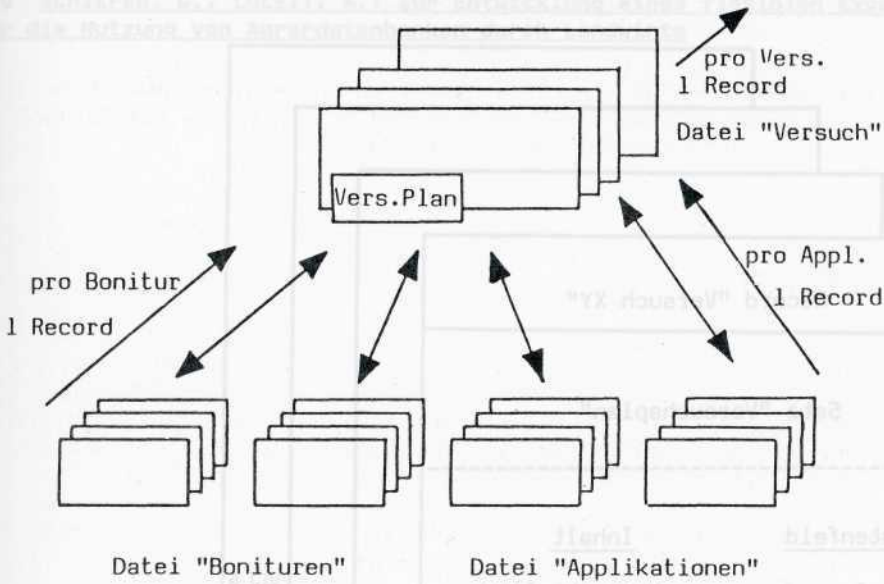 pro Vers.
1 Record
Datei "Versuch"
Vers.Plan
pro Bonitur
1 Record
pro Appl.
1 Record
Datei "Bonituren"
Datei "Applikationen"